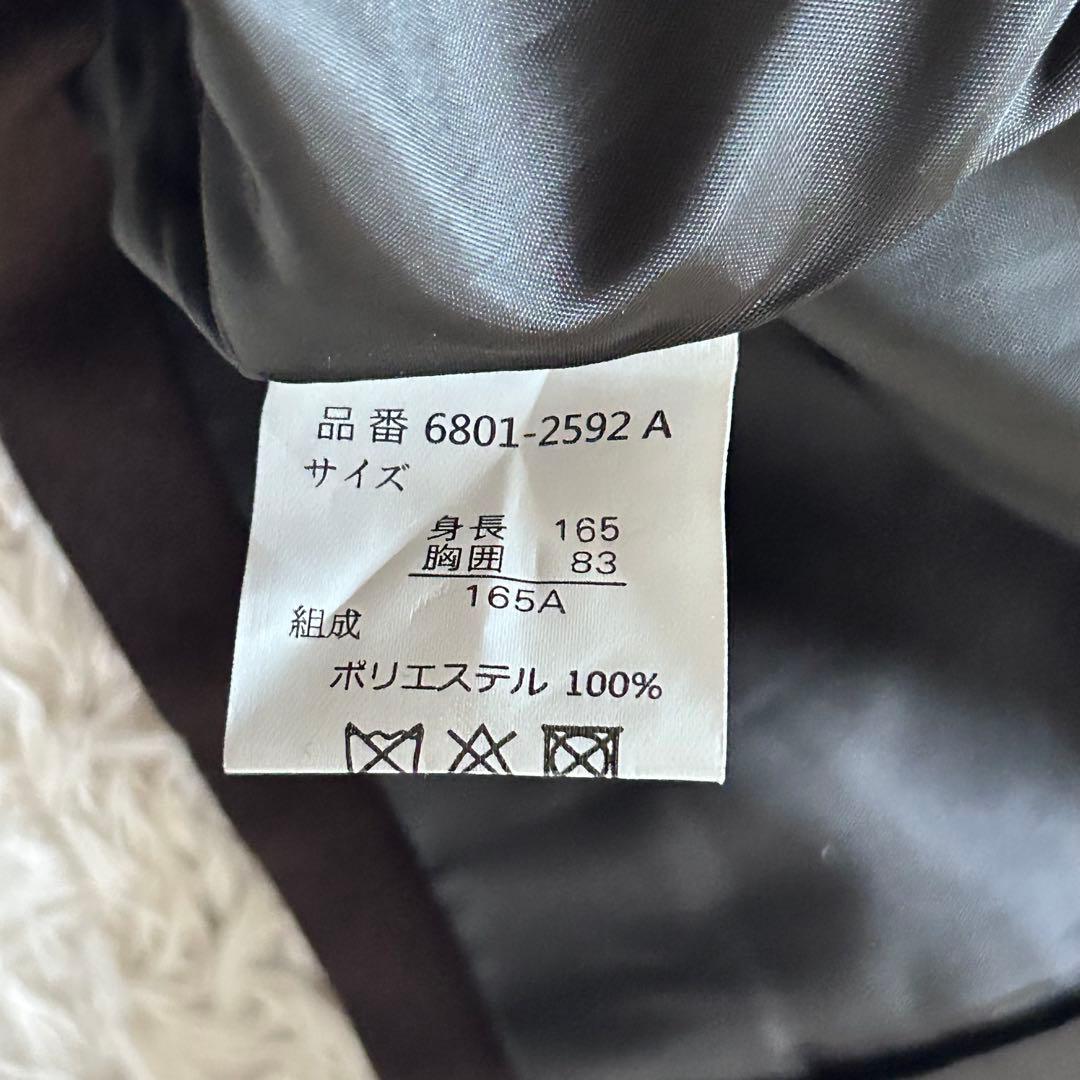 品番 6801-2592 A
サイズ
身長 165
胸囲 83
165A
組成
ポリエステル 100%